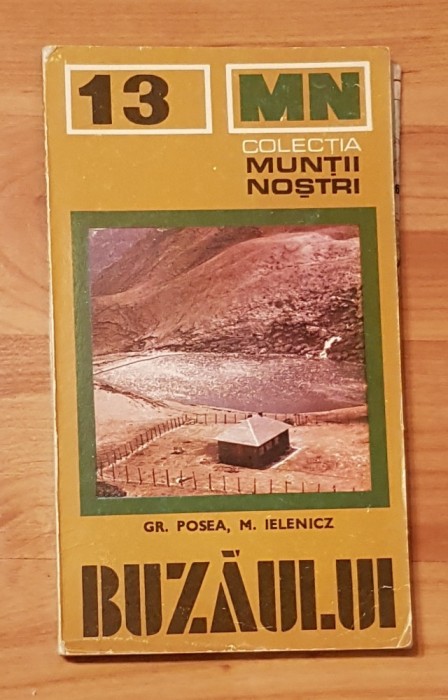 13
MN
COLECȚIA
MUNȚII
NOȘTRI
GR. POSEA, M. IELENICZ
BUZĂULUI